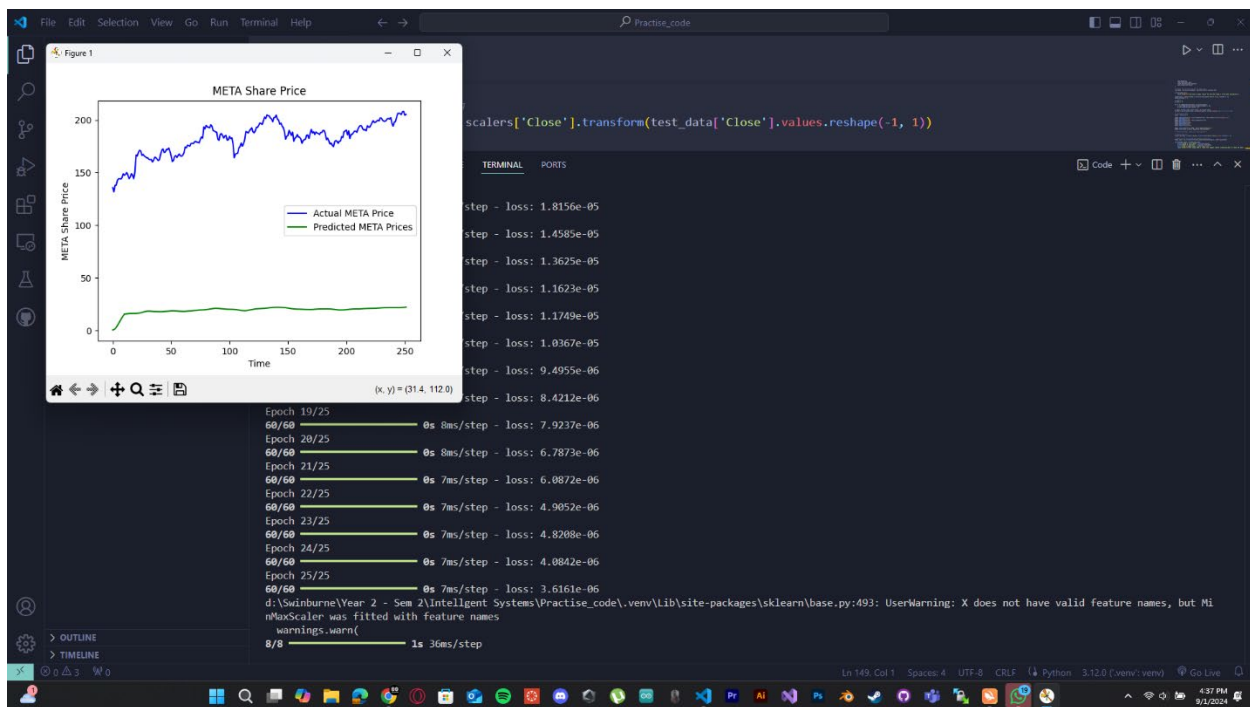 File Edit Selection View Go Run Terminal Help
Practise_code
Figure 1
META Share Price
200
150
100
50
0
META Share Price
Actual META Price
Predicted META Prices
0 50 100 150 200 250
Time
(x, y) = (31.4, 112.0)
scalers['Close'].transform(test_data['Close'].values.reshape(-1, 1))
TERMINAL PORTS
Code
step - loss: 1.8156e-05
step - loss: 1.4585e-05
step - loss: 1.3625e-05
step - loss: 1.1623e-05
step - loss: 1.1749e-05
step - loss: 1.0367e-05
step - loss: 9.4955e-06
step - loss: 8.4212e-06
Epoch 19/25
60/60 0s 8ms/step - loss: 7.9237e-06
Epoch 20/25
60/60 0s 8ms/step - loss: 6.7873e-06
Epoch 21/25
60/60 0s 7ms/step - loss: 6.0872e-06
Epoch 22/25
60/60 0s 7ms/step - loss: 4.9052e-06
Epoch 23/25
60/60 0s 7ms/step - loss: 4.8208e-06
Epoch 24/25
60/60 0s 7ms/step - loss: 4.0842e-06
Epoch 25/25
60/60 0s 7ms/step - loss: 3.6161e-06
d:\Swinburne\Year 2 - Sem 2\Intellgent Systems\Practise_code\.venv\Lib\site-packages\sklearn\base.py:493: UserWarning: X does not have valid feature names, but Mi
nMaxScaler was fitted with feature names
warnings.warn(
8/8 1s 36ms/step
OUTLINE
TIMELINE
0 3 0
Ln 149, Col 1 Spaces: 4 UTF-8 CRLF Python 3.12.0 ('.venv': venv) Go Live
Pr Ai Ps
4:37 PM
9/1/2024